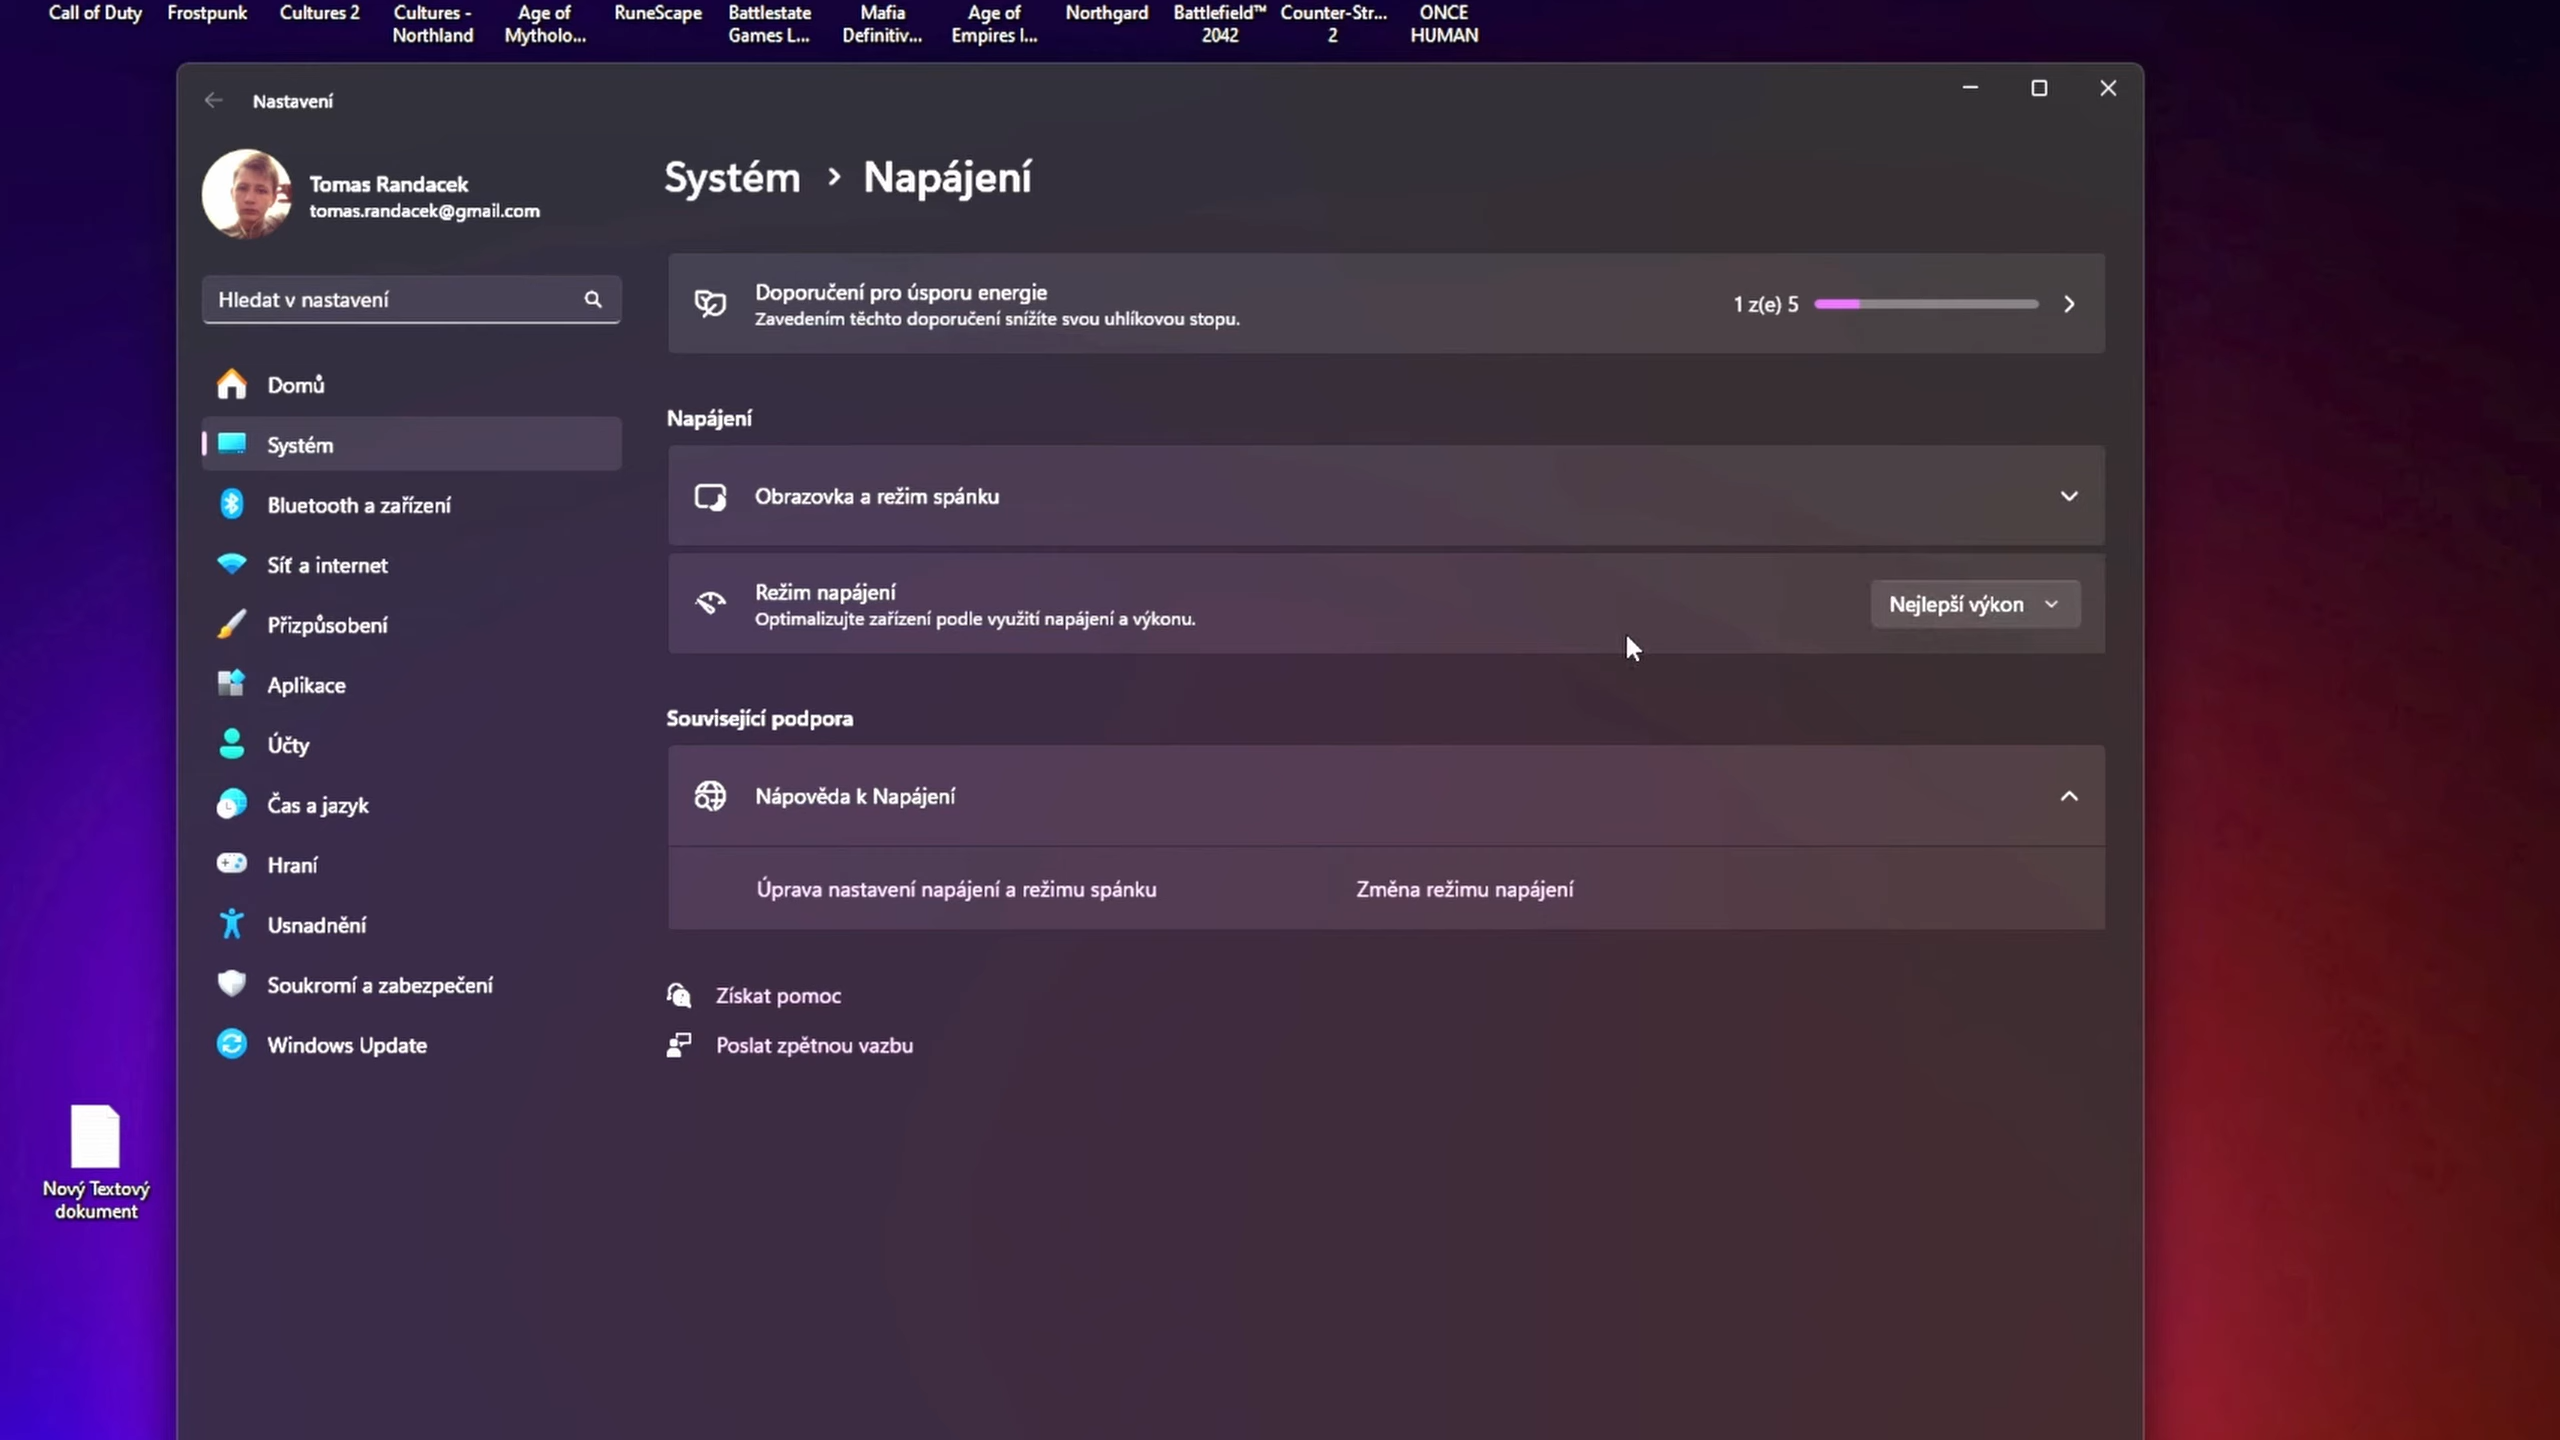 Call of Duty
Frostpunk
Cultures 2
Cultures -
Northland
Age of
Mytholo...
RuneScape
Battlestate
Games L...
Mafia
Definitiv...
Age of
Empires I...
Northgard
Battlefield™
2042
Counter-Str...
2
ONCE
HUMAN
Nastavení
Tomas Randacek
tomas.randacek@gmail.com
Hledat v nastavení
Domů
Systém
Bluetooth a zařízení
Síť a internet
Přizpůsobení
Aplikace
Účty
Čas a jazyk
Hraní
Usnadnění
Soukromí a zabezpečení
Windows Update
Systém › Napájení
Doporučení pro úsporu energie
Zavedením těchto doporučení snížíte svou uhlíkovou stopu.
1 z(e) 5
Napájení
Obrazovka a režim spánku
Režim napájení
Optimalizujte zařízení podle využití napájení a výkonu.
Nejlepší výkon
Související podpora
Nápověda k Napájení
Úprava nastavení napájení a režimu spánku
Změna režimu napájení
Získat pomoc
Poslat zpětnou vazbu
Nový Textový
dokument